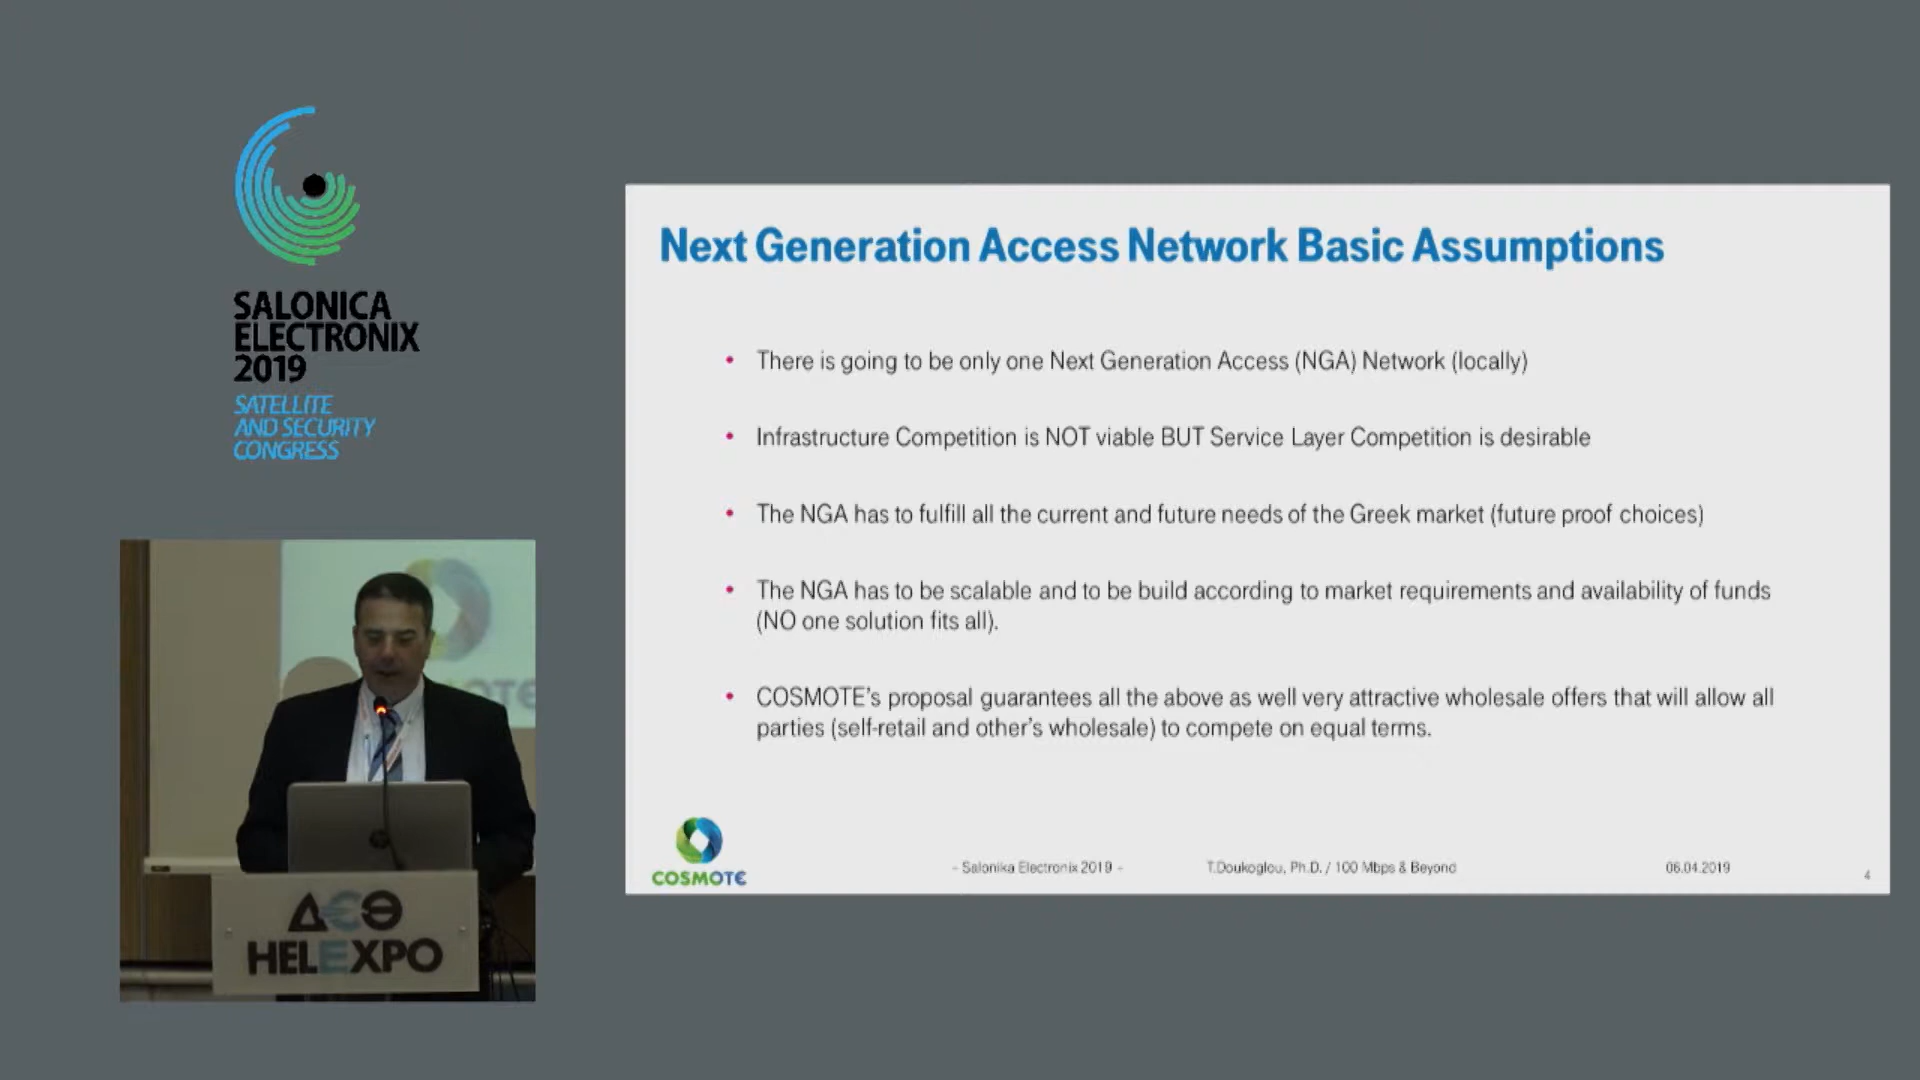 SALONICA
ELECTRONIX
2019
SATELLITE
AND SECURITY
CONGRESS
ΔΕΘ
HELEXPO
Next Generation Access Network Basic Assumptions
• There is going to be only one Next Generation Access (NGA) Network (locally)
• Infrastructure Competition is NOT viable BUT Service Layer Competition is desirable
• The NGA has to fulfill all the current and future needs of the Greek market (future proof choices)
• The NGA has to be scalable and to be build according to market requirements and availability of funds
(NO one solution fits all).
• COSMOTE's proposal guarantees all the above as well very attractive wholesale offers that will allow all
parties (self-retail and other's wholesale) to compete on equal terms.
COSMOTE
- Salonika Electronix 2019 -
T.Doukoglou, Ph.D. / 100 Mbps & Beyond
06.04.2019
4